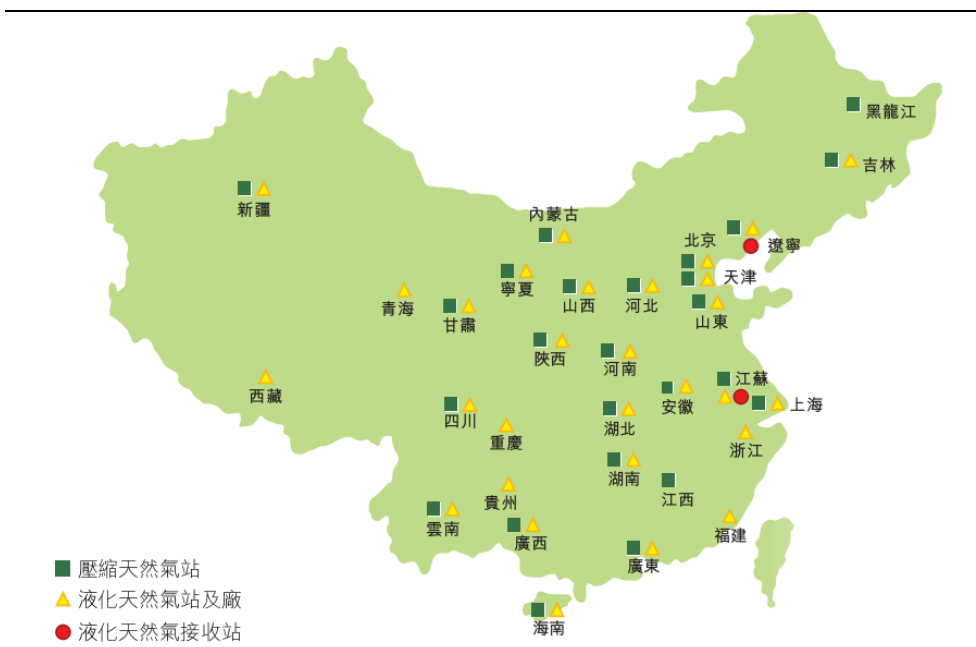 黑龍江
吉林
新疆
內蒙古
北京
遼寧
寧夏
天津
青海
甘肅
山西
河北
山東
陝西
河南
西藏
四川
安徽
江蘇
上海
重慶
湖北
浙江
湖南
貴州
江西
雲南
廣西
福建
廣東
海南
壓縮天然氣站
液化天然氣站及廠
液化天然氣接收站